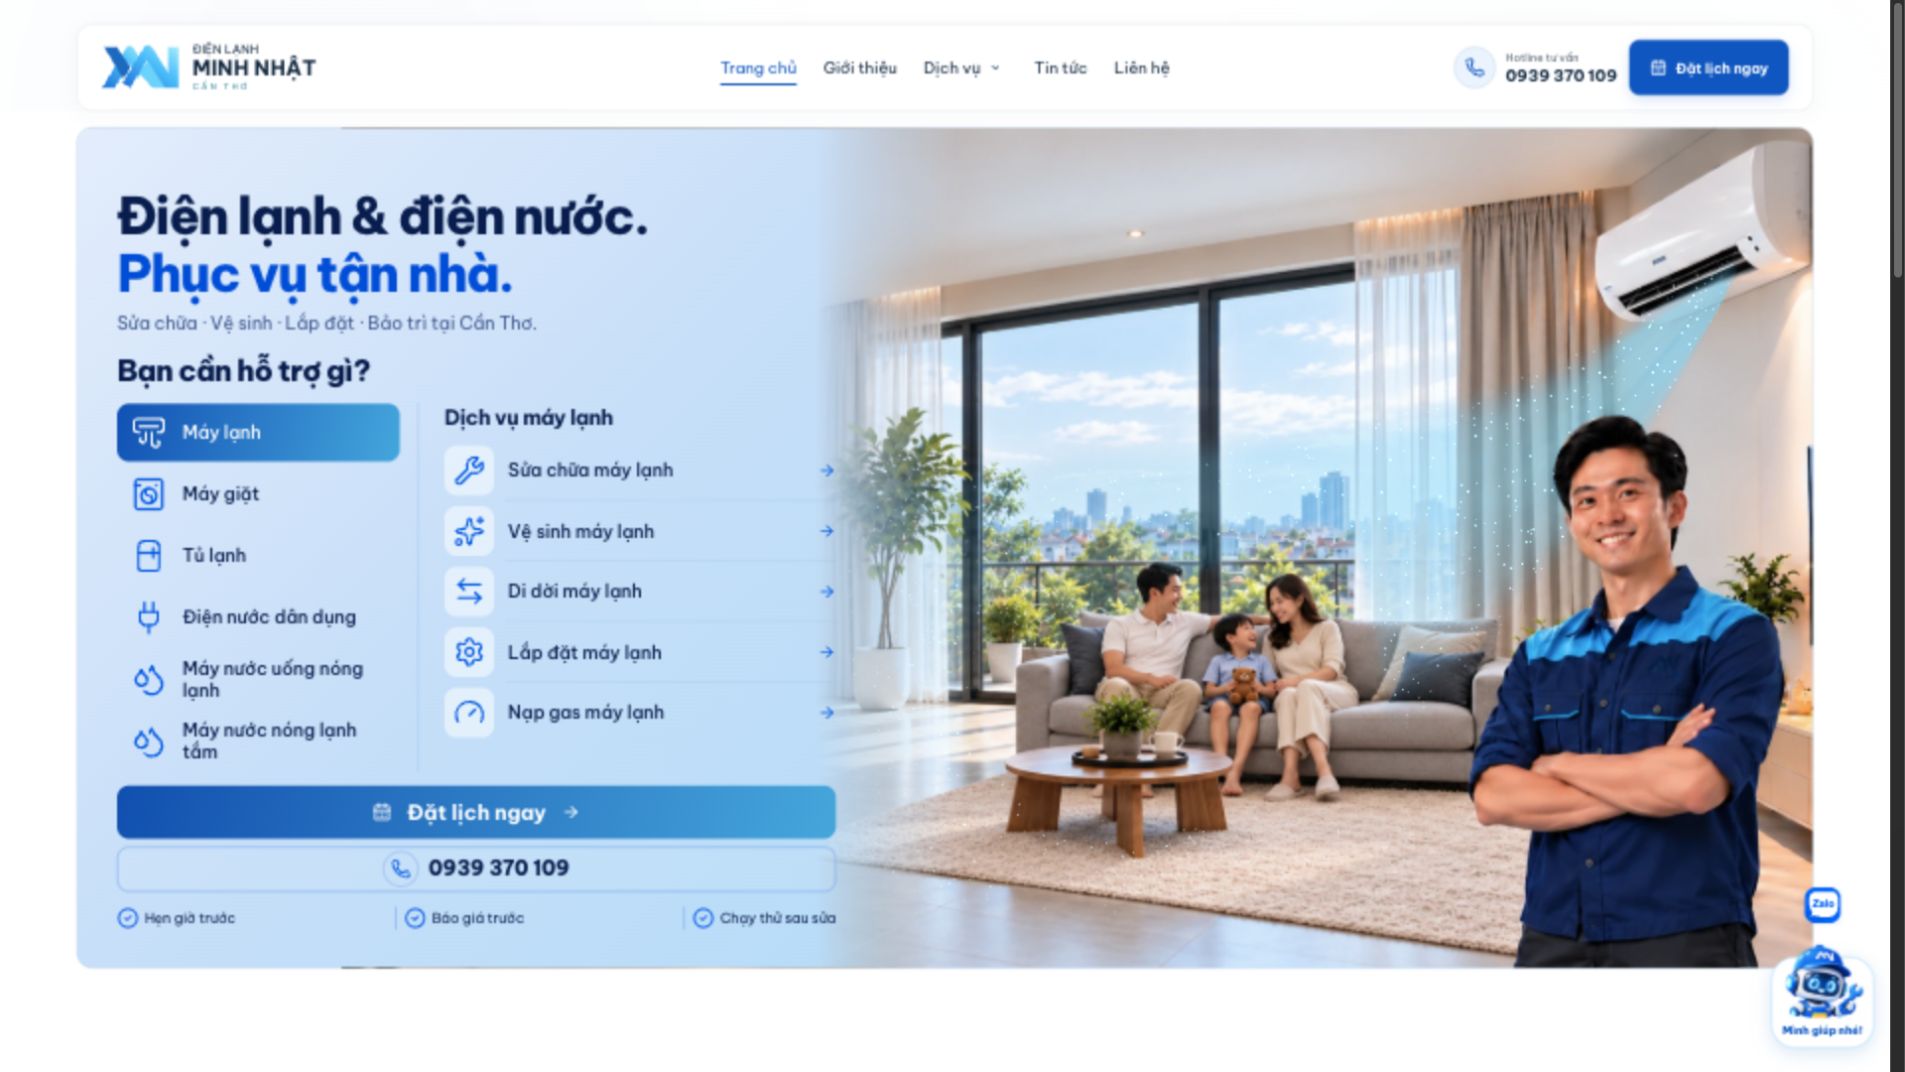 ĐIỆN LẠNH
MINH NHẬT
CẦN THƠ
Trang chủ
Giới thiệu
Dịch vụ
Tin tức
Liên hệ
Hotline tư vấn
0939 370 109
Đặt lịch ngay
Điện lạnh & điện nước.
Phục vụ tận nhà.
Sửa chữa · Vệ sinh · Lắp đặt · Bảo trì tại Cần Thơ.
Bạn cần hỗ trợ gì?
Máy lạnh
Máy giặt
Tủ lạnh
Điện nước dân dụng
Máy nước uống nóng
lạnh
Máy nước nóng lạnh
tắm
Dịch vụ máy lạnh
Sửa chữa máy lạnh
Vệ sinh máy lạnh
Di dời máy lạnh
Lắp đặt máy lạnh
Nạp gas máy lạnh
Đặt lịch ngay
0939 370 109
Hẹn giờ trước
Báo giá trước
Chạy thử sau sửa
Zalo
Minh giúp nhé!